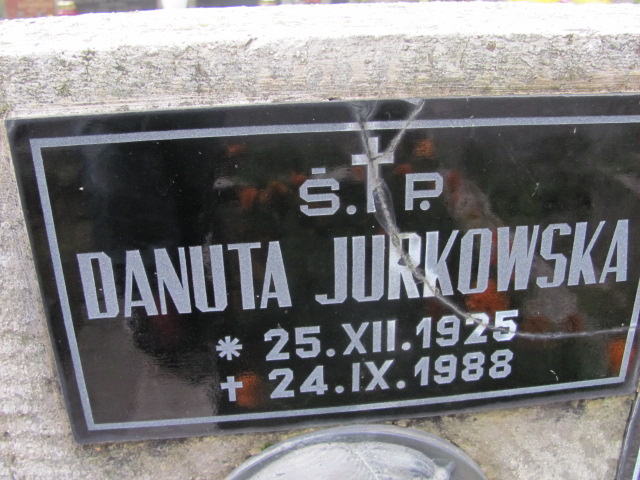 Ś. I P.
DANUTA JURKOWSKA
* 25.XII.1925
+ 24.IX.1988